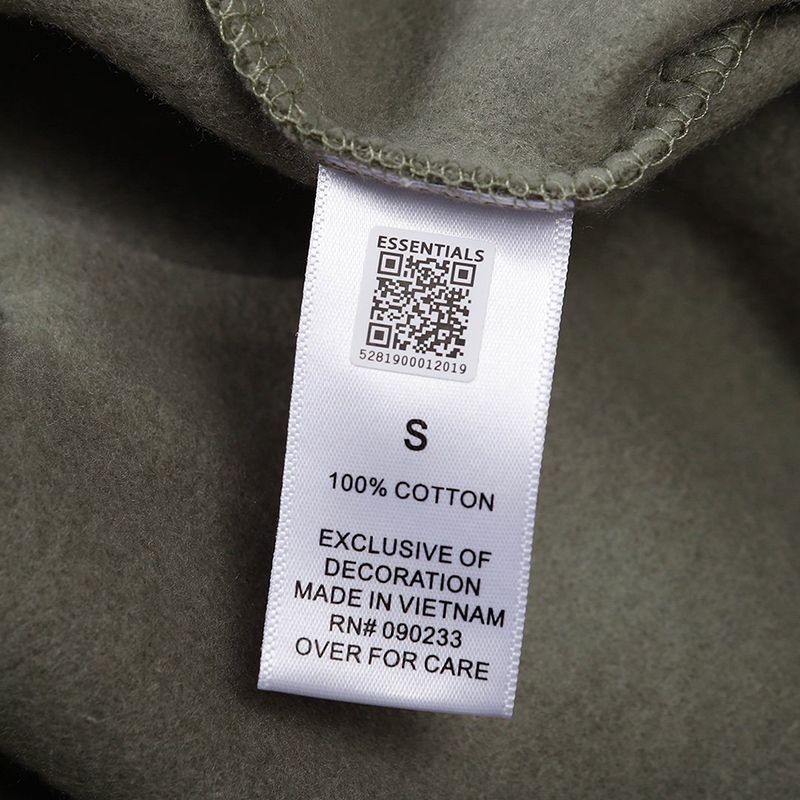 ESSENTIALS
5281900012019
S
100% COTTON
EXCLUSIVE OF
DECORATION
MADE IN VIETNAM
RN# 090233
OVER FOR CARE